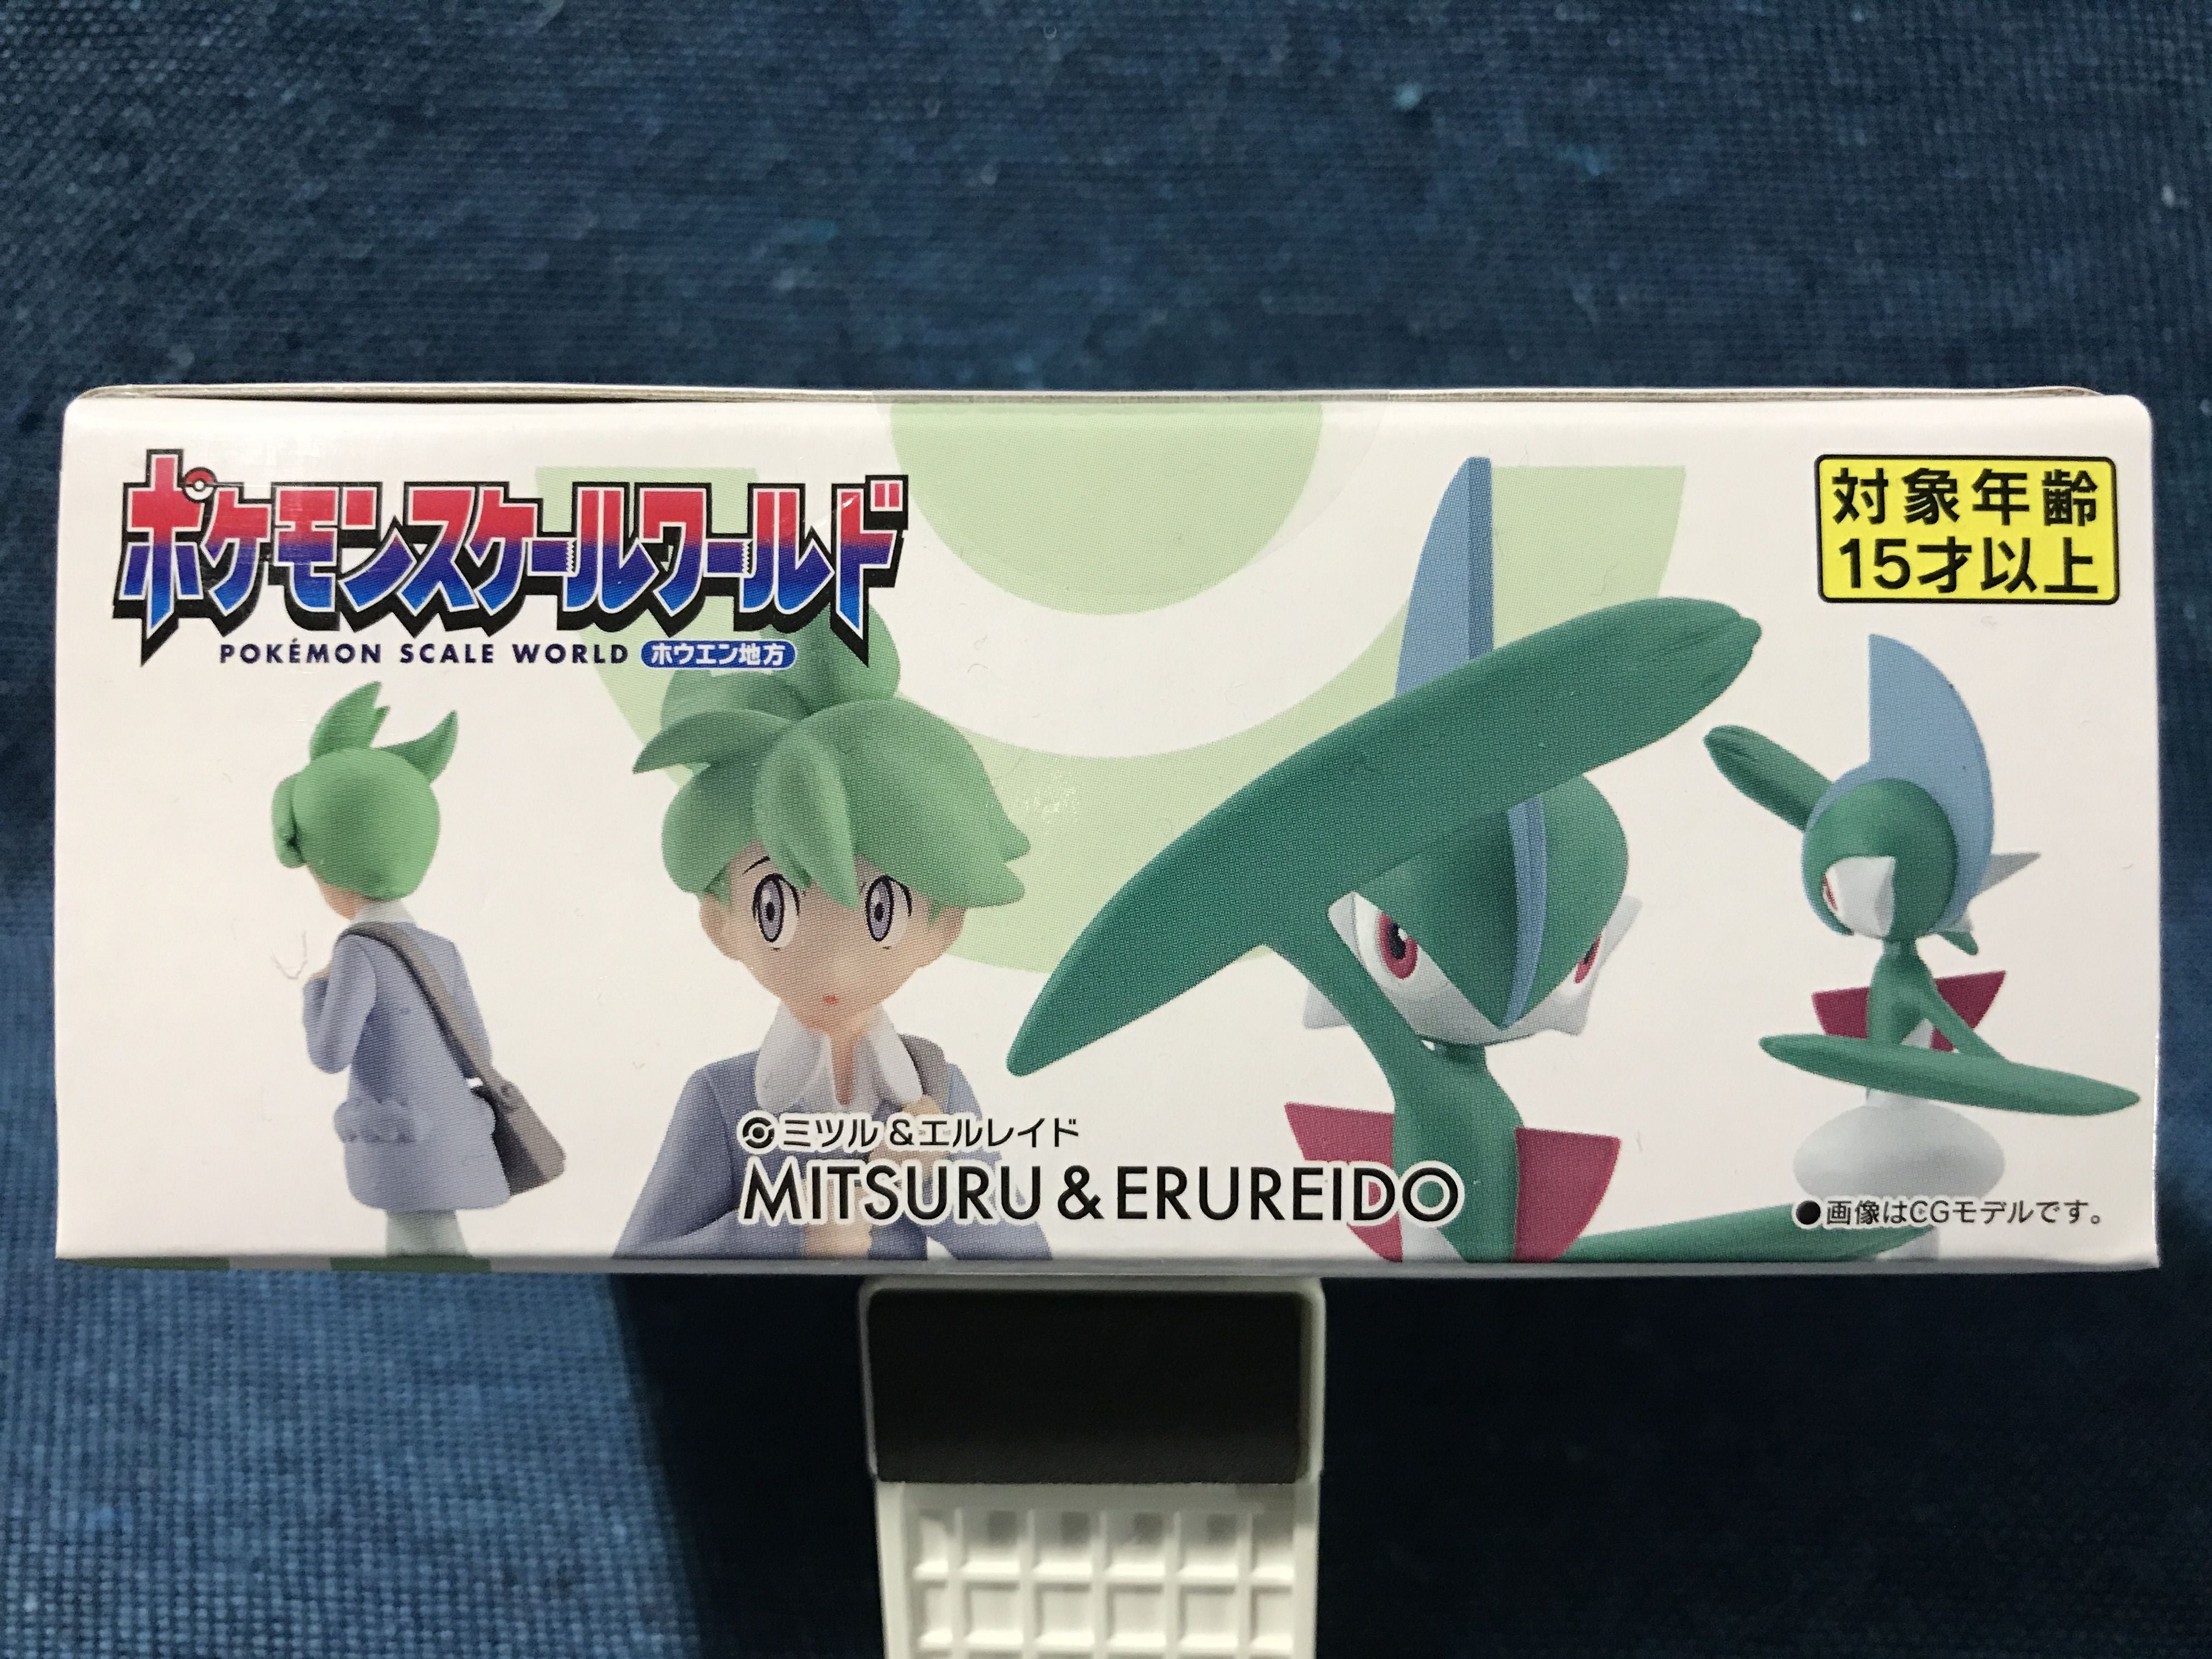 ポケモンスケールワールド
POKÉMON SCALE WORLD ホウエン地方
対象年齢
15才以上
ミツル&エルレイド
MITSURU & ERUREIDO
●画像はCGモデルです。